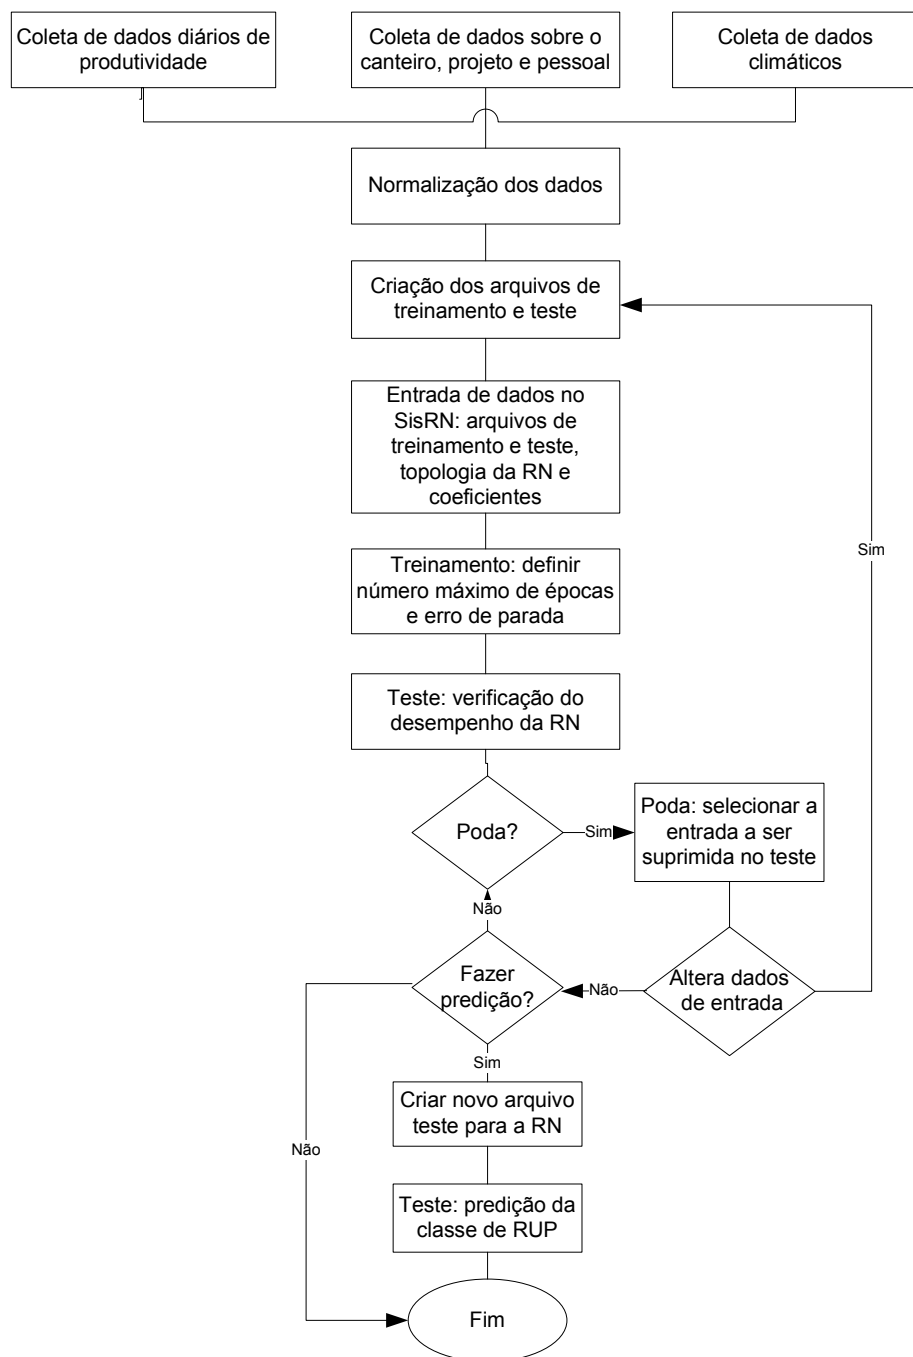 Coleta de dados diários de
produtividade
Coleta de dados sobre o
canteiro, projeto e pessoal
Coleta de dados
climáticos
Normalização dos dados
Criação dos arquivos de
treinamento e teste
Entrada de dados no
SisRN: arquivos de
treinamento e teste,
topologia da RN e
coeficientes
Treinamento: definir
número máximo de épocas
e erro de parada
Sim
Teste: verificação do
desempenho da RN
Poda?
Sim
Poda: selecionar a
entrada a ser
suprimida no teste
Não
Fazer
predição?
Não
Altera dados
de entrada
Sim
Criar novo arquivo
teste para a RN
Não
Teste: predição da
classe de RUP
Fim